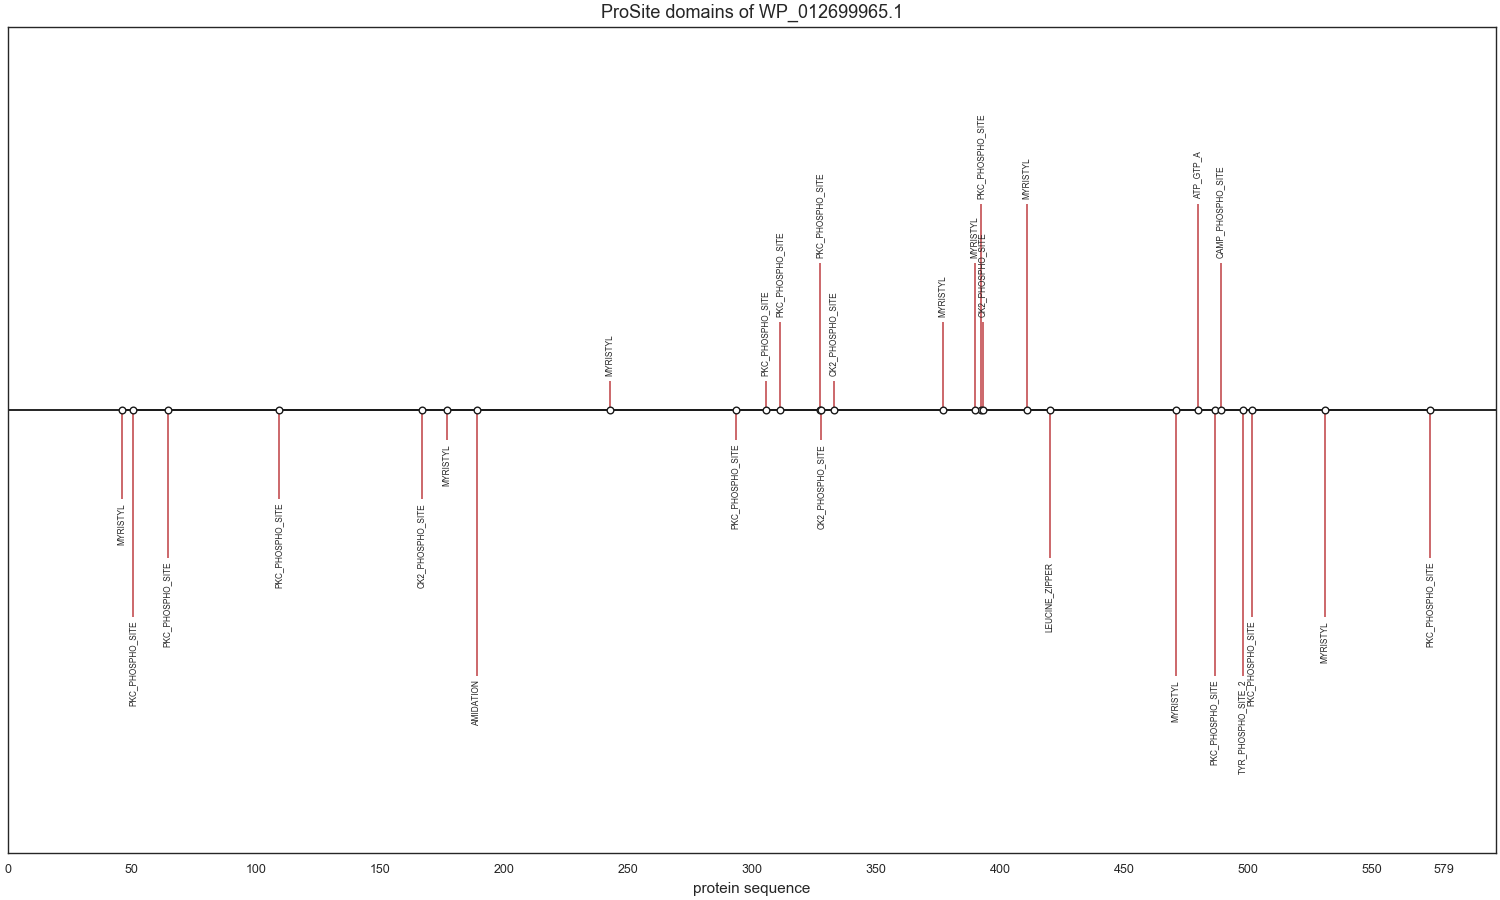 ProSite domains of WP_012699965.1
MYRISTYL
PKC_PHOSPHO_SITE
PKC_PHOSPHO_SITE
PKC_PHOSPHO_SITE
CK2_PHOSPHO_SITE
MYRISTYL
AMIDATION
MYRISTYL
PKC_PHOSPHO_SITE
PKC_PHOSPHO_SITE
PKC_PHOSPHO_SITE
PKC_PHOSPHO_SITE
CK2_PHOSPHO_SITE
CK2_PHOSPHO_SITE
MYRISTYL
MYRISTYL
PKC_PHOSPHO_SITE
CK2_PHOSPHO_SITE
MYRISTYL
LEUCINE_ZIPPER
MYRISTYL
ATP_GTP_A
PKC_PHOSPHO_SITE
CAMP_PHOSPHO_SITE
TYR_PHOSPHO_SITE_2
PKC_PHOSPHO_SITE
MYRISTYL
PKC_PHOSPHO_SITE
0 50 100 150 200 250 300 350 400 450 500 550 579
protein sequence